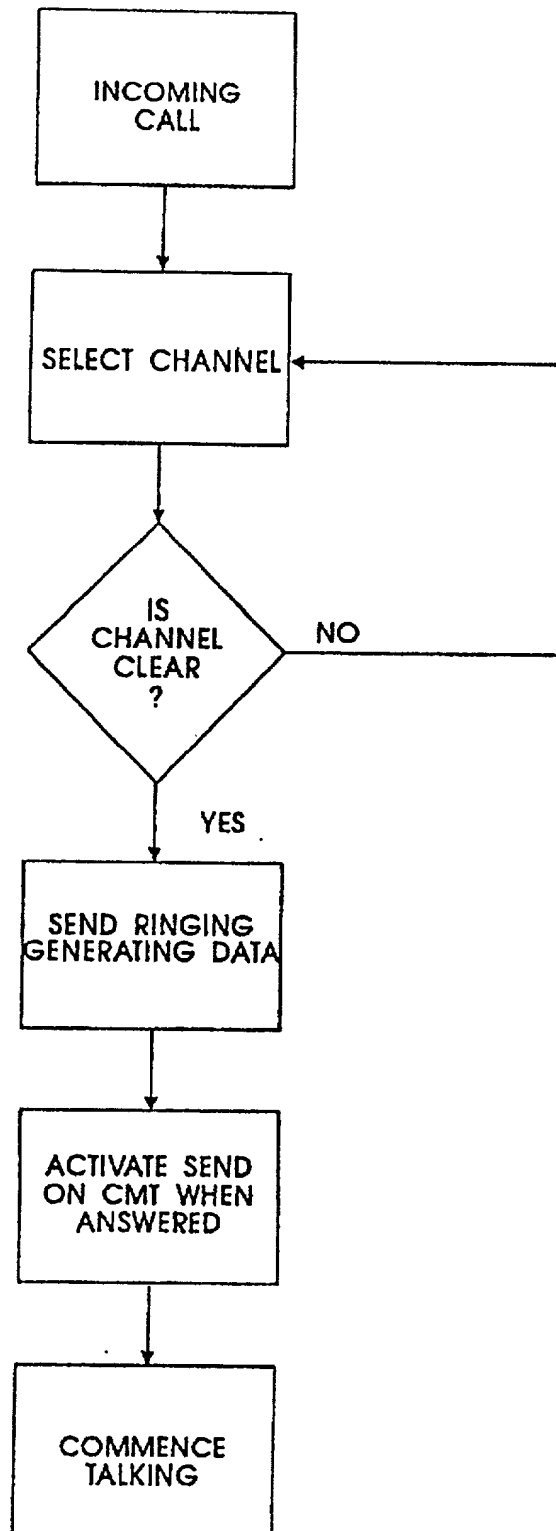 INCOMING
CALL
SELECT CHANNEL
IS
CHANNEL
CLEAR
?
NO
YES
SEND RINGING
GENERATING DATA
ACTIVATE SEND
ON CMT WHEN
ANSWERED
COMMENCE
TALKING